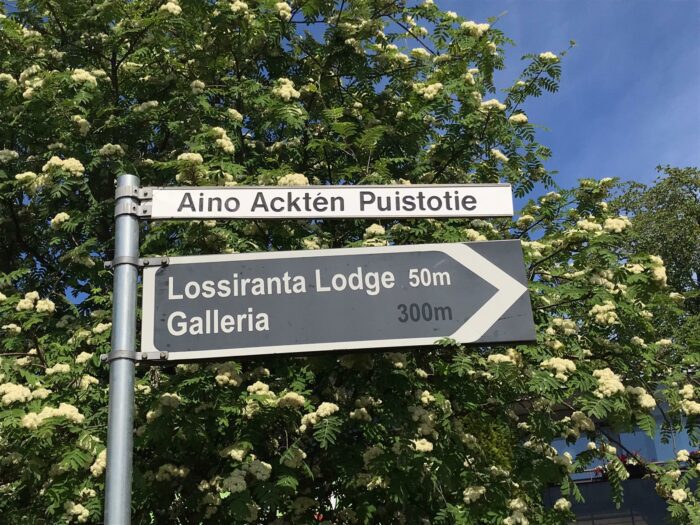 Aino Acktén Puistotie
Lossiranta Lodge 50m
Galleria 300m